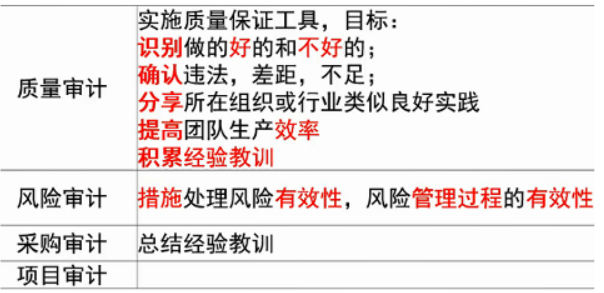 实施质量保证工具，目标：
识别做的好的和不好的；
确认违法，差距，不足；
质量审计
分享所在组织或行业类似良好实践
提高团队生产效率
积累经验教训
风险审计 措施处理风险有效性，风险管理过程的有效性
采购审计 总结经验教训
项目审计